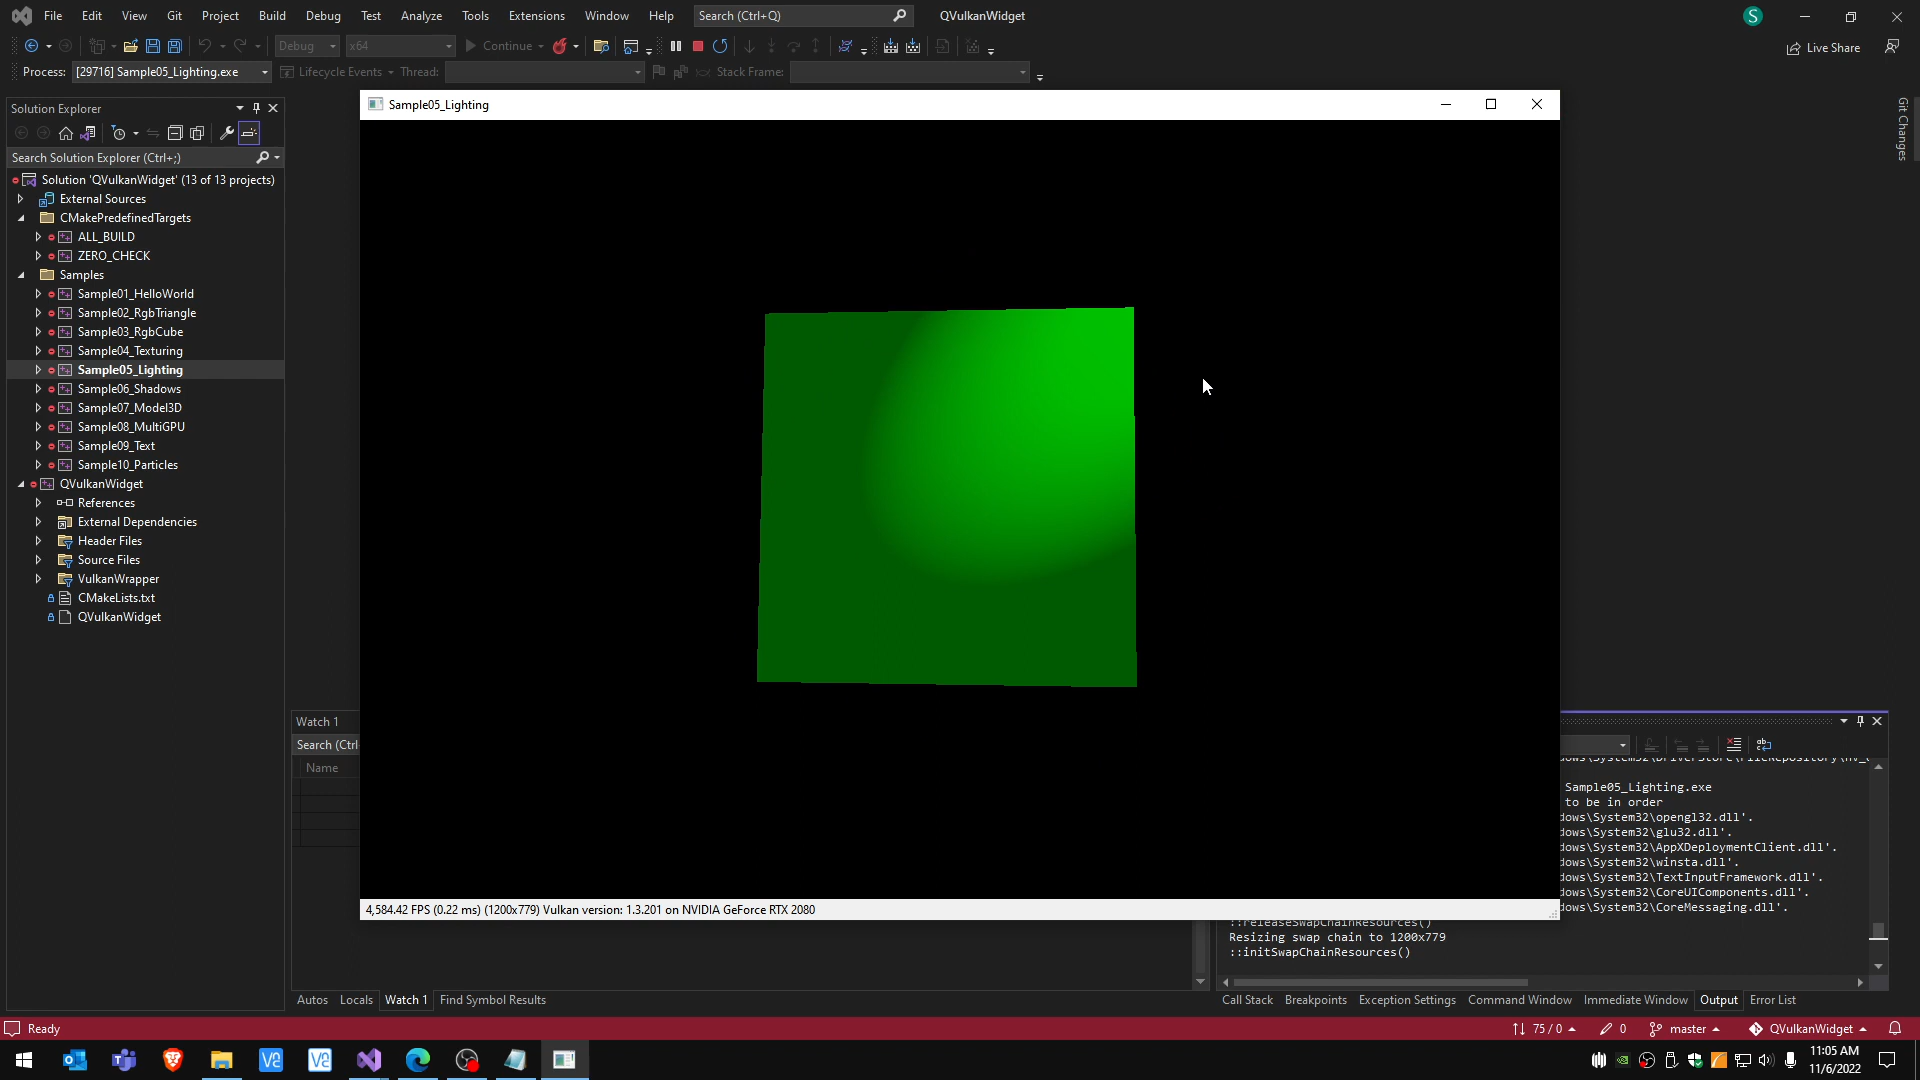 File Edit View Git Project Build Debug Test Analyze Tools Extensions Window Help Search (Ctrl+Q) QVulkanWidget S
Debug x64 Continue Live Share
Process: [29716] Sample05_Lighting.exe Lifecycle Events Thread: Stack Frame:
Solution Explorer
Search Solution Explorer (Ctrl+;)
Solution 'QVulkanWidget' (13 of 13 projects)
External Sources
CMakePredefinedTargets
ALL_BUILD
ZERO_CHECK
Samples
Sample01_HelloWorld
Sample02_RgbTriangle
Sample03_RgbCube
Sample04_Texturing
Sample05_Lighting
Sample06_Shadows
Sample07_Model3D
Sample08_MultiGPU
Sample09_Text
Sample10_Particles
QVulkanWidget
References
External Dependencies
Header Files
Source Files
VulkanWrapper
CMakeLists.txt
QVulkanWidget
Sample05_Lighting
4,584.42 FPS (0.22 ms) (1200x779) Vulkan version: 1.3.201 on NVIDIA GeForce RTX 2080
Git Changes
Watch 1
Search (Ctrl
Name
Autos Locals Watch 1 Find Symbol Results
Sample05_Lighting.exe
to be in order
dows\System32\opengl32.dll'.
dows\System32\glu32.dll'.
dows\System32\AppXDeploymentClient.dll'.
dows\System32\winsta.dll'.
dows\System32\TextInputFramework.dll'.
dows\System32\CoreUIComponents.dll'.
dows\System32\CoreMessaging.dll'.
::releaseSwapChainResources()
Resizing swap chain to 1200x779
::initSwapChainResources()
Call Stack Breakpoints Exception Settings Command Window Immediate Window Output Error List
Ready 75 / 0 0 master QVulkanWidget
11:05 AM
11/6/2022